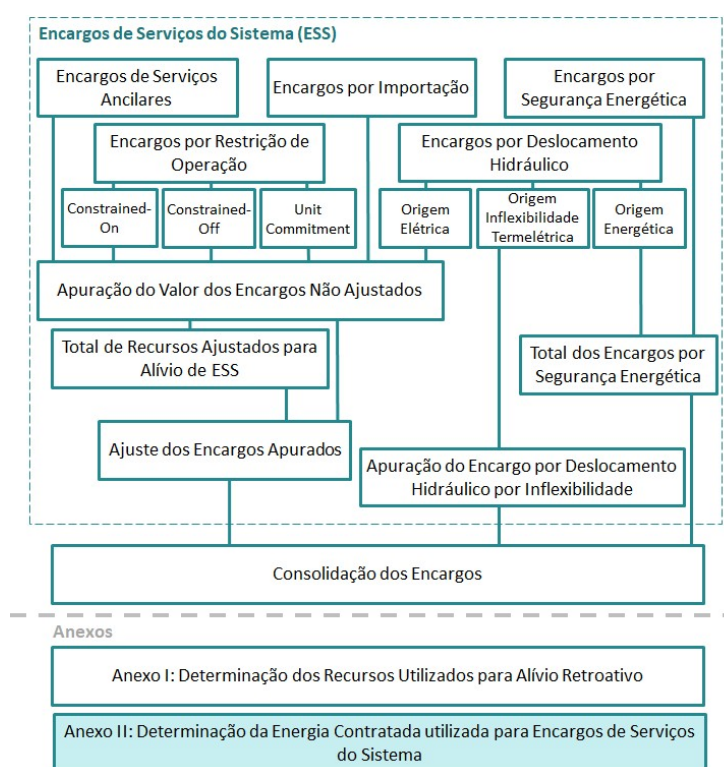 Encargos de Serviços do Sistema (ESS)
Encargos de Serviços
Ancilares
Encargos por Importação
Encargos por
Segurança Energética
Encargos por Restrição de
Operação
Encargos por Deslocamento
Hidráulico
Constrained-
On
Constrained-
Off
Unit
Commitment
Origem
Elétrica
Origem
Inflexibilidade
Termelétrica
Origem
Energética
Apuração do Valor dos Encargos Não Ajustados
Total de Recursos Ajustados para
Alívio de ESS
Total dos Encargos por
Segurança Energética
Ajuste dos Encargos Apurados
Apuração do Encargo por Deslocamento
Hidráulico por Inflexibilidade
Consolidação dos Encargos
Anexos
Anexo I: Determinação dos Recursos Utilizados para Alívio Retroativo
Anexo II: Determinação da Energia Contratada utilizada para Encargos de Serviços
do Sistema